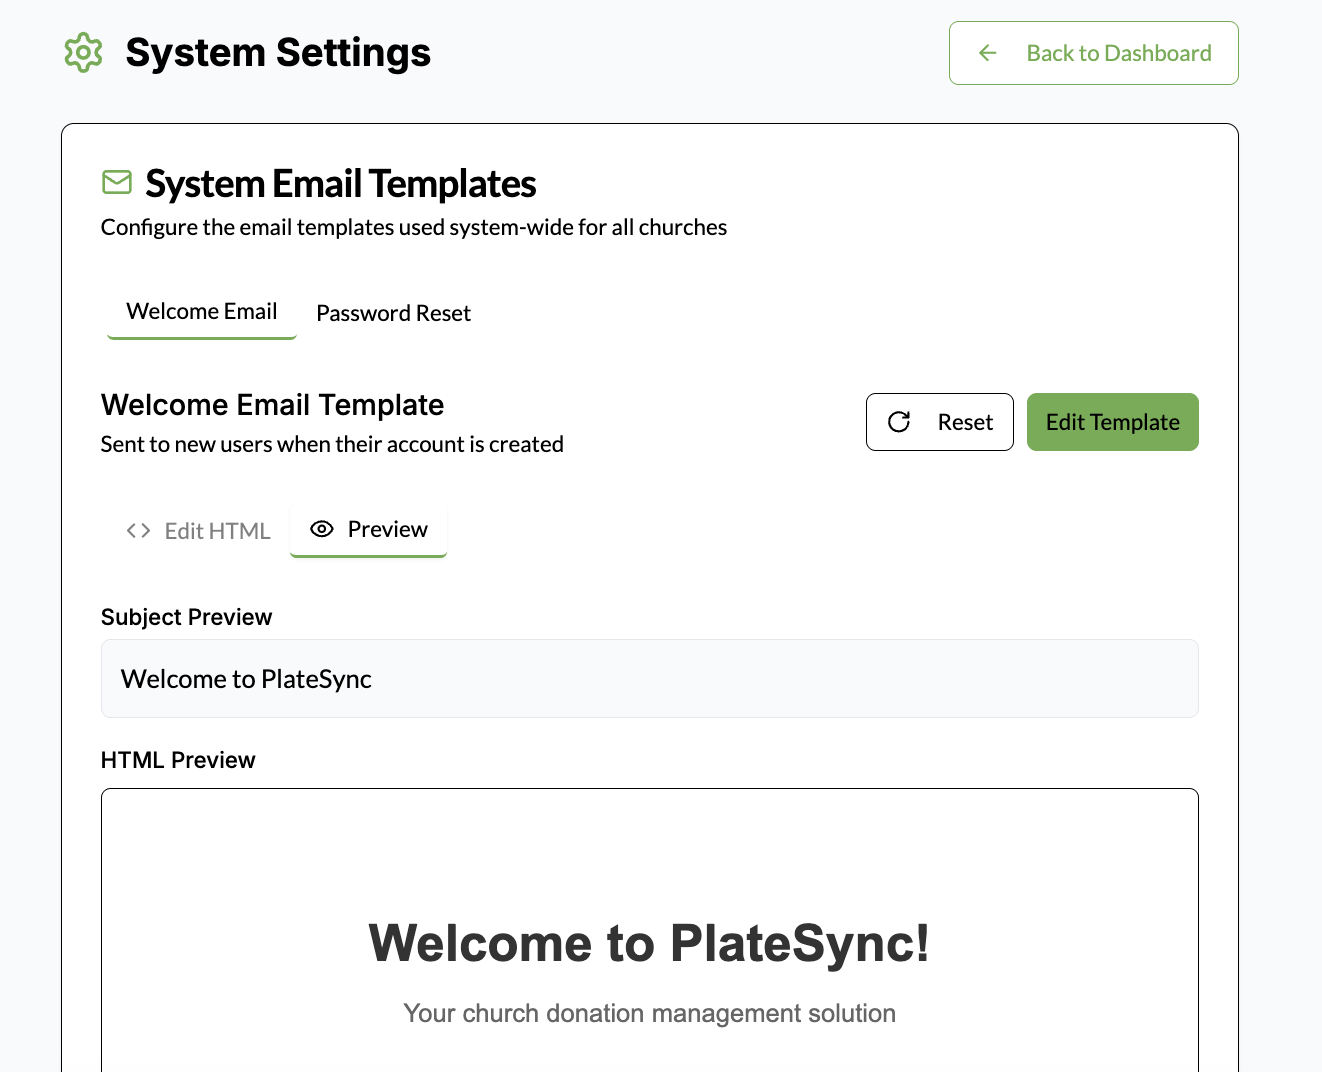 System Settings
Back to Dashboard
System Email Templates
Configure the email templates used system-wide for all churches
Welcome Email
Password Reset
Welcome Email Template
Sent to new users when their account is created
Reset
Edit Template
Edit HTML
Preview
Subject Preview
Welcome to PlateSync
HTML Preview
Welcome to PlateSync!
Your church donation management solution